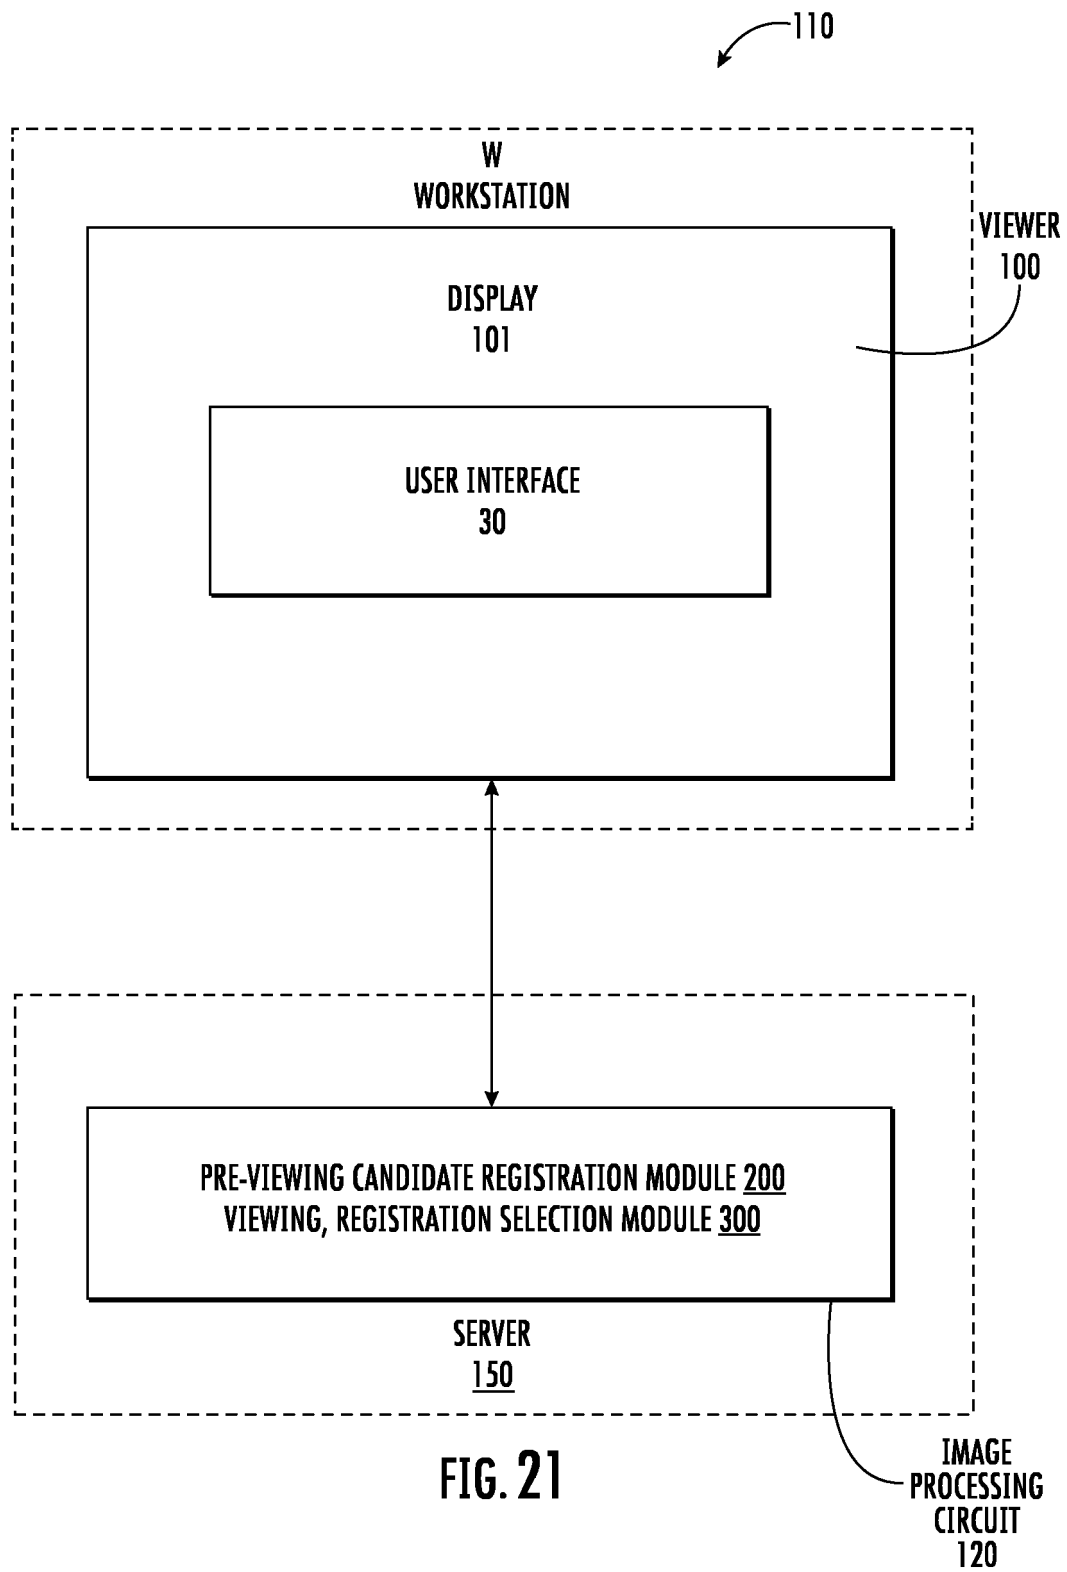 110
W
WORKSTATION
VIEWER
100
DISPLAY
101
USER INTERFACE
30
PRE-VIEWING CANDIDATE REGISTRATION MODULE 200
VIEWING, REGISTRATION SELECTION MODULE 300
SERVER
150
FIG. 21
IMAGE
PROCESSING
CIRCUIT
120